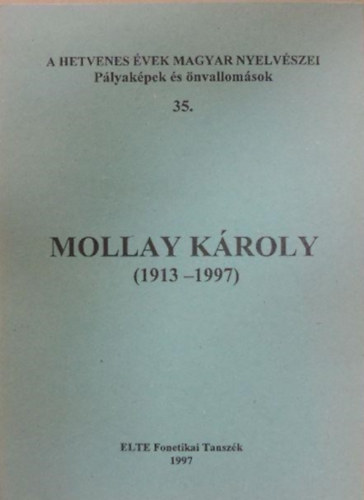 A HETVENES ÉVEK MAGYAR NYELVÉSZEI
Pályaképek és önvallomások
35.
MOLLAY KÁROLY
(1913 –1997)
ELTE Fonetikai Tanszék
1997